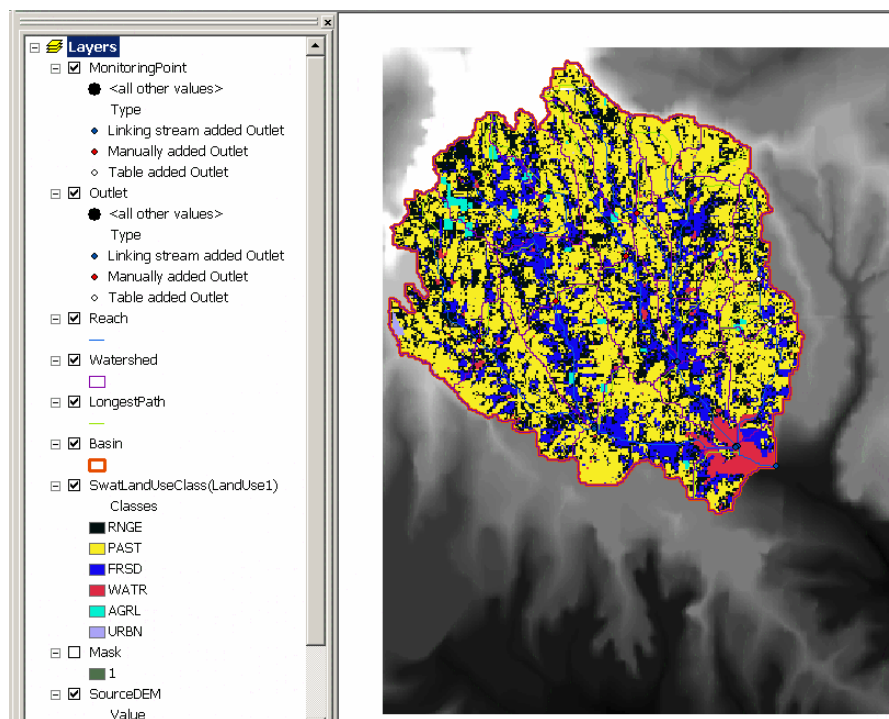 Layers
MonitoringPoint
<all other values>
Type
Linking stream added Outlet
Manually added Outlet
Table added Outlet
Outlet
<all other values>
Type
Linking stream added Outlet
Manually added Outlet
Table added Outlet
Reach
Watershed
LongestPath
Basin
SwatLandUseClass(LandUse1)
Classes
RNGE
PAST
FRSD
WATR
AGRL
URBN
Mask
1
SourceDEM
Value